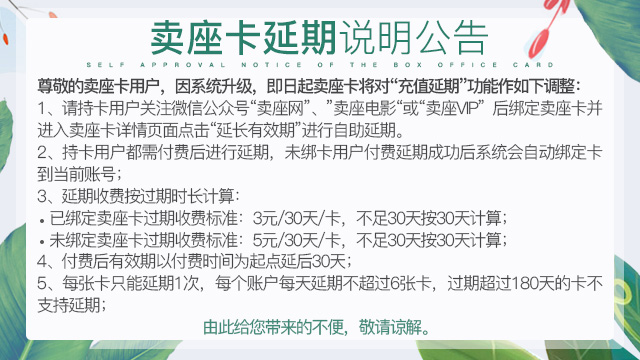 卖座卡延期说明公告
SELF APPROVAL NOTICE OF THE BOX OFFICE CARD
尊敬的卖座卡用户，因系统升级，即日起卖座卡将对“充值延期”功能作如下调整：
1、请持卡用户关注微信公众号“卖座网”、”卖座电影“或“卖座VIP” 后绑定卖座卡并
进入卖座卡详情页面点击“延长有效期”进行自助延期。
2、持卡用户都需付费后进行延期，未绑卡用户付费延期成功后系统会自动绑定卡
到当前账号；
3、延期收费按过期时长计算：
• 已绑定卖座卡过期收费标准：3元/30天/卡，不足30天按30天计算；
• 未绑定卖座卡过期收费标准：5元/30天/卡，不足30天按30天计算；
4、付费后有效期以付费时间为起点延后30天；
5、每张卡只能延期1次，每个账户每天延期不超过6张卡，过期超过180天的卡不
支持延期；
由此给您带来的不便，敬请谅解。